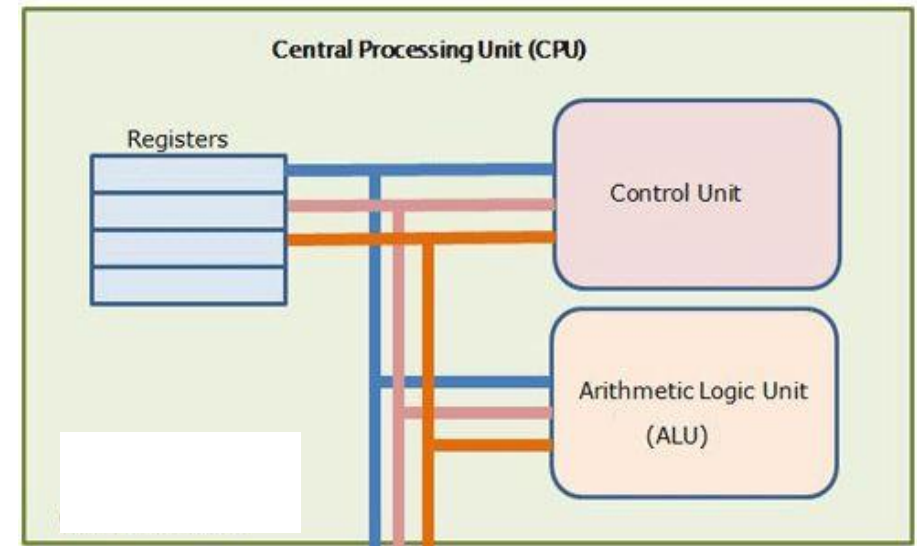 Central Processing Unit (CPU)
Registers
Control Unit
Arithmetic Logic Unit
(ALU)